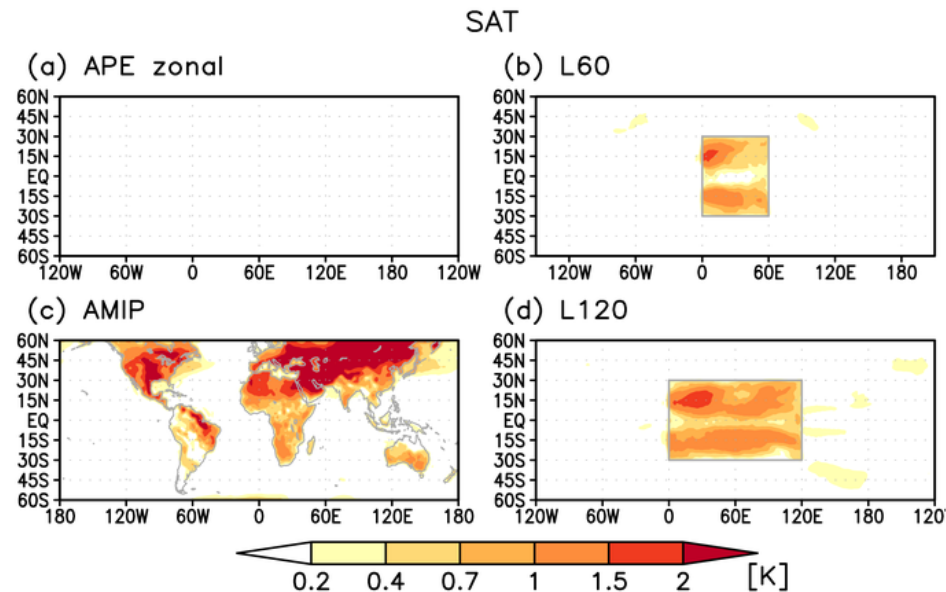 SAT
(a) APE zonal
60N
45N
30N
15N
EQ
15S
30S
45S
60S
120W 60W 0 60E 120E 180 120W
(b) L60
60N
45N
30N
15N
EQ
15S
30S
45S
60S
120W 60W 0 60E 120E 180
(c) AMIP
60N
45N
30N
15N
EQ
15S
30S
45S
60S
180 120W 60W 0 60E 120E 180
(d) L120
60N
45N
30N
15N
EQ
15S
30S
45S
60S
120W 60W 0 60E 120E 180 120W
0.2 0.4 0.7 1 1.5 2 [K]